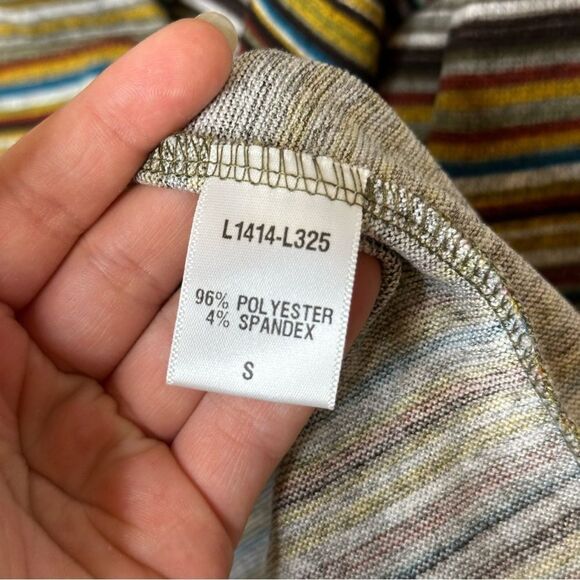 L1414-L325
96% POLYESTER
4% SPANDEX
S